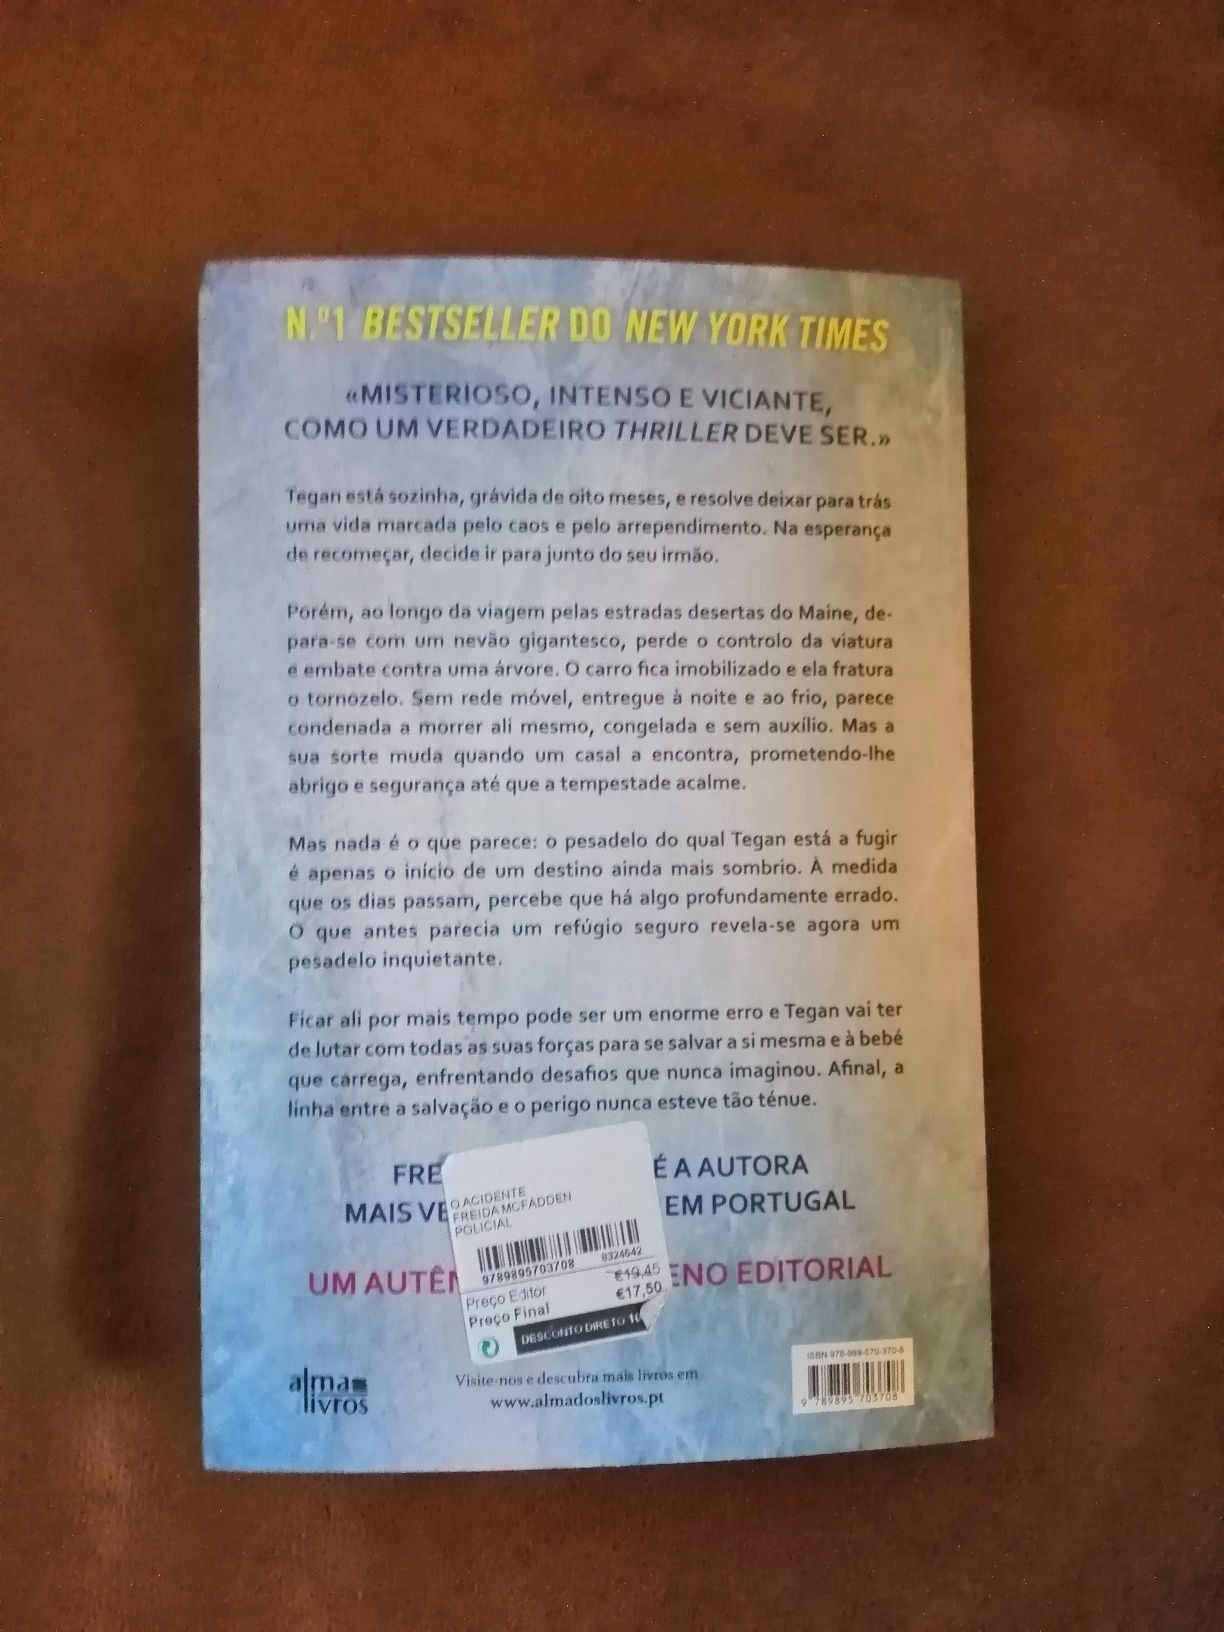 N.º1 BESTSELLER DO NEW YORK TIMES
«MISTERIOSO, INTENSO E VICIANTE,
COMO UM VERDADEIRO THRILLER DEVE SER.»
Tegan está sozinha, grávida de oito meses, e resolve deixar para trás
uma vida marcada pelo caos e pelo arrependimento. Na esperança
de recomeçar, decide ir para junto do seu irmão.
Porém, ao longo da viagem pelas estradas desertas do Maine, de-
para-se com um nevão gigantesco, perde o controlo da viatura
e embate contra uma árvore. O carro fica imobilizado e ela fratura
o tornozelo. Sem rede móvel, entregue à noite e ao frio, parece
condenada a morrer ali mesmo, congelada e sem auxílio. Mas a
sua sorte muda quando um casal a encontra, prometendo-lhe
abrigo e segurança até que a tempestade acalme.
Mas nada é o que parece: o pesadelo do qual Tegan está a fugir
é apenas o início de um destino ainda mais sombrio. À medida
que os dias passam, percebe que há algo profundamente errado.
O que antes parecia um refúgio seguro revela-se agora um
pesadelo inquietante.
Ficar ali por mais tempo pode ser um enorme erro e Tegan vai ter
de lutar com todas as suas forças para se salvar a si mesma e à bebé
que carrega, enfrentando desafios que nunca imaginou. Afinal, a
linha entre a salvação e o perigo nunca esteve tão ténue.
FRE É A AUTORA
MAIS VE EM PORTUGAL
UM AUTÊN ENO EDITORIAL
O ACIDENTE
FREIDA MCFADDEN
POLICIAL
9789895703708 8324542
Preço Editor €19,45
Preço Final €17,50
DESCONTO DIRETO 10
alma
livros
Visite-nos e descubra mais livros em
www.almadoslivros.pt
ISBN 978-989-570-370-8
9 789895 703708